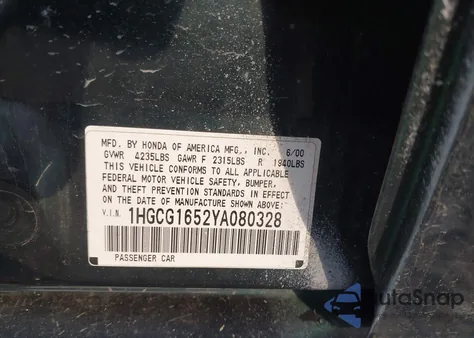 MFD. BY HONDA OF AMERICA MFG., INC. 6/00
GVWR 4235LBS GAWR F 2315LBS R 1940LBS
THIS VEHICLE CONFORMS TO ALL APPLICABLE
FEDERAL MOTOR VEHICLE SAFETY, BUMPER,
AND THEFT PREVENTION STANDARDS IN EFFECT
ON THE DATE OF MANUFACTURE SHOWN ABOVE.
V.I.N. 1HGCG1652YA080328
PASSENGER CAR
AutoSnap